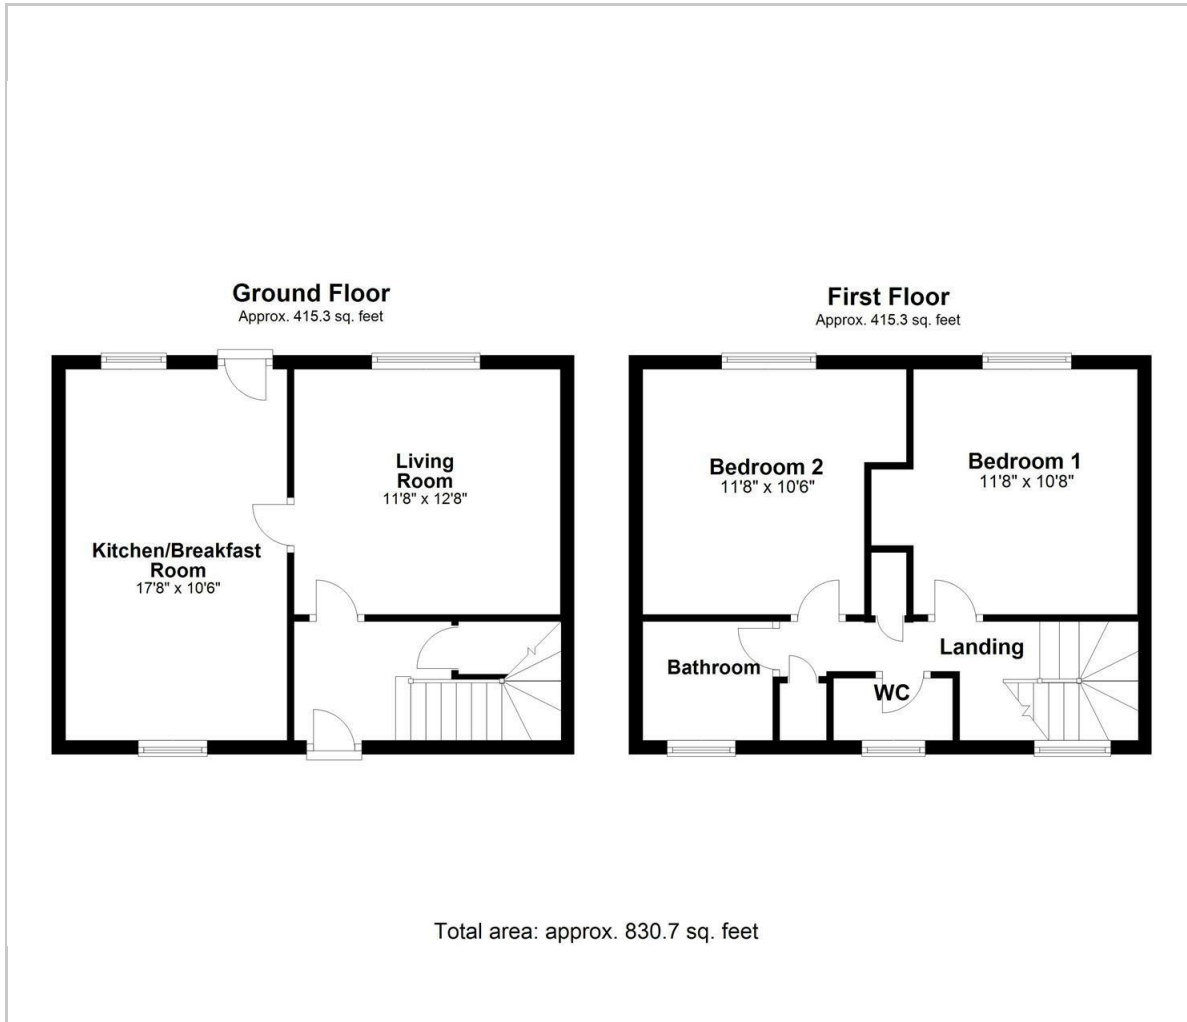 Ground Floor
Approx. 415.3 sq. feet
Living
Room
11'8" x 12'8"
Kitchen/Breakfast
Room
17'8" x 10'6"
First Floor
Approx. 415.3 sq. feet
Bedroom 2
11'8" x 10'6"
Bedroom 1
11'8" x 10'8"
Landing
Bathroom
WC
Total area: approx. 830.7 sq. feet